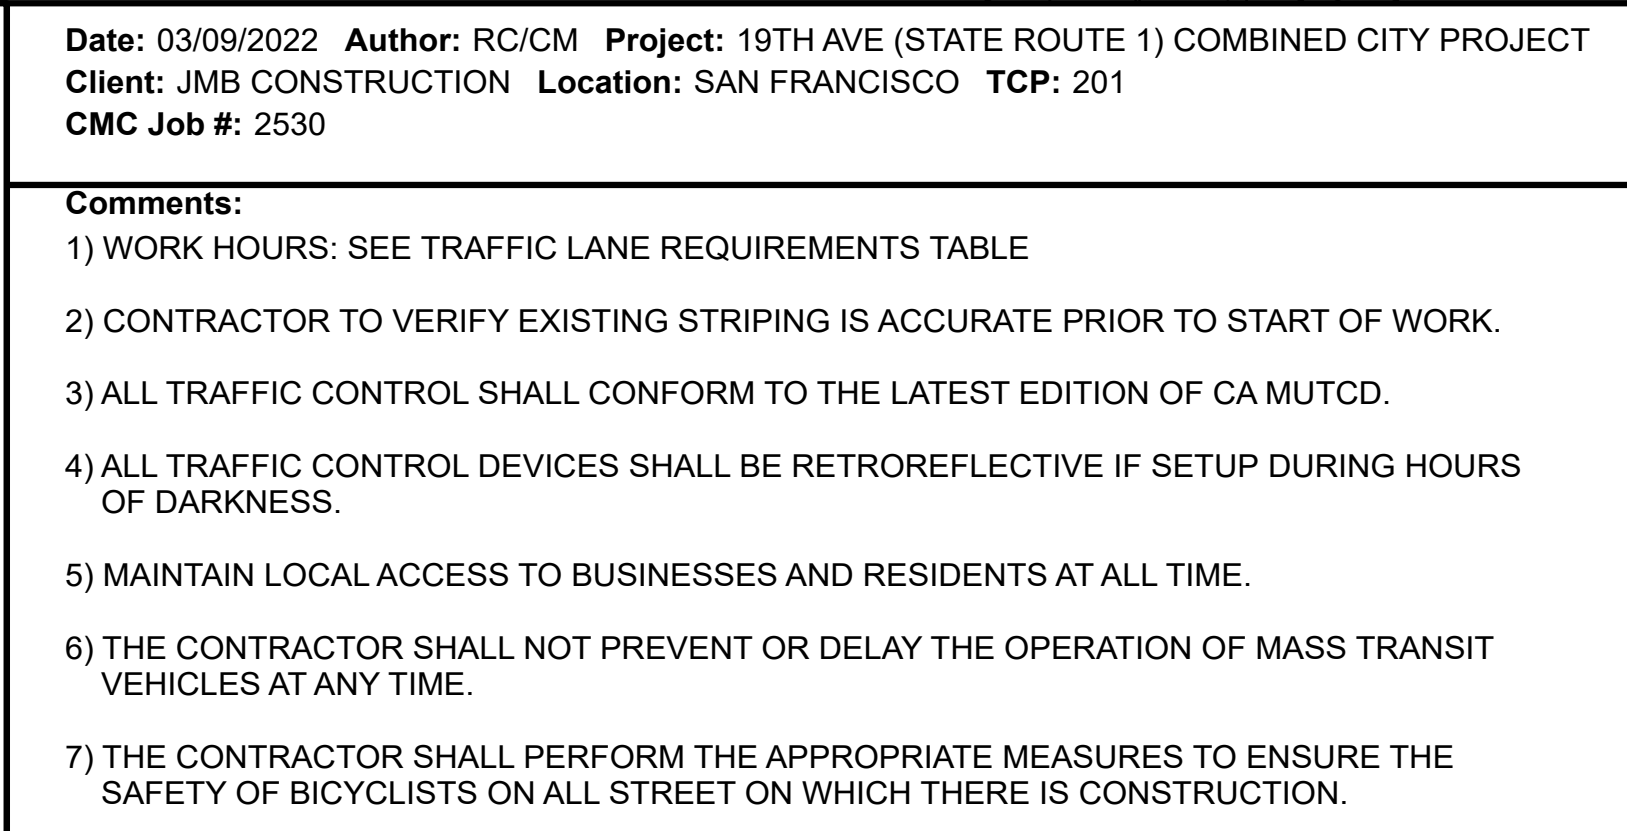 Date: 03/09/2022 Author: RC/CM Project: 19TH AVE (STATE ROUTE 1) COMBINED CITY PROJECT
Client: JMB CONSTRUCTION Location: SAN FRANCISCO TCP: 201
CMC Job #: 2530
Comments:
1) WORK HOURS: SEE TRAFFIC LANE REQUIREMENTS TABLE
2) CONTRACTOR TO VERIFY EXISTING STRIPING IS ACCURATE PRIOR TO START OF WORK.
3) ALL TRAFFIC CONTROL SHALL CONFORM TO THE LATEST EDITION OF CA MUTCD.
4) ALL TRAFFIC CONTROL DEVICES SHALL BE RETROREFLECTIVE IF SETUP DURING HOURS
OF DARKNESS.
5) MAINTAIN LOCAL ACCESS TO BUSINESSES AND RESIDENTS AT ALL TIME.
6) THE CONTRACTOR SHALL NOT PREVENT OR DELAY THE OPERATION OF MASS TRANSIT
VEHICLES AT ANY TIME.
7) THE CONTRACTOR SHALL PERFORM THE APPROPRIATE MEASURES TO ENSURE THE
SAFETY OF BICYCLISTS ON ALL STREET ON WHICH THERE IS CONSTRUCTION.